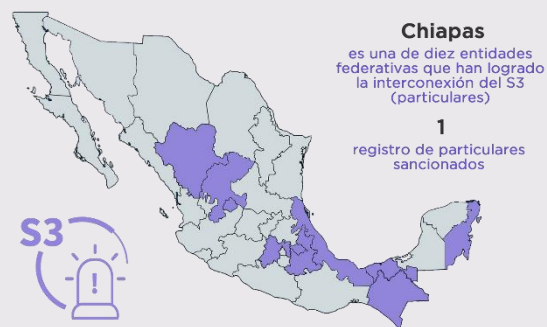 Chiapas
es una de diez entidades
federativas que han logrado
la interconexión del S3
(particulares)
1
registro de particulares
sancionados
S3
!